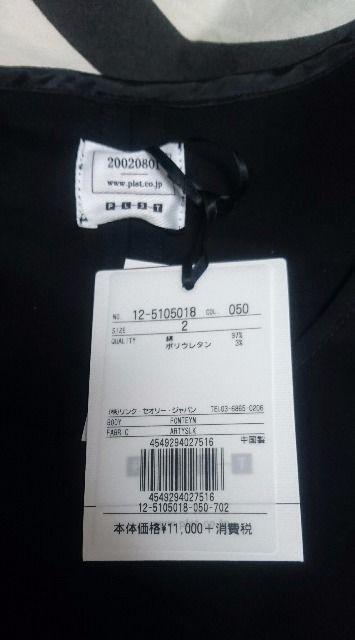 20020801
www.plst.co.jp
P L S T
NO. 12-5105018 COL. 050
SIZE 2
QUALITY 綿 97%
ポリウレタン 3%
(株)リンク・セオリー・ジャパン TEL03-6865-0206
BODY FONTEYN
FABRIC ARTYSLK
4549294027516 中国製
4549294027516
12-5105018-050-702
本体価格¥11,000+消費税